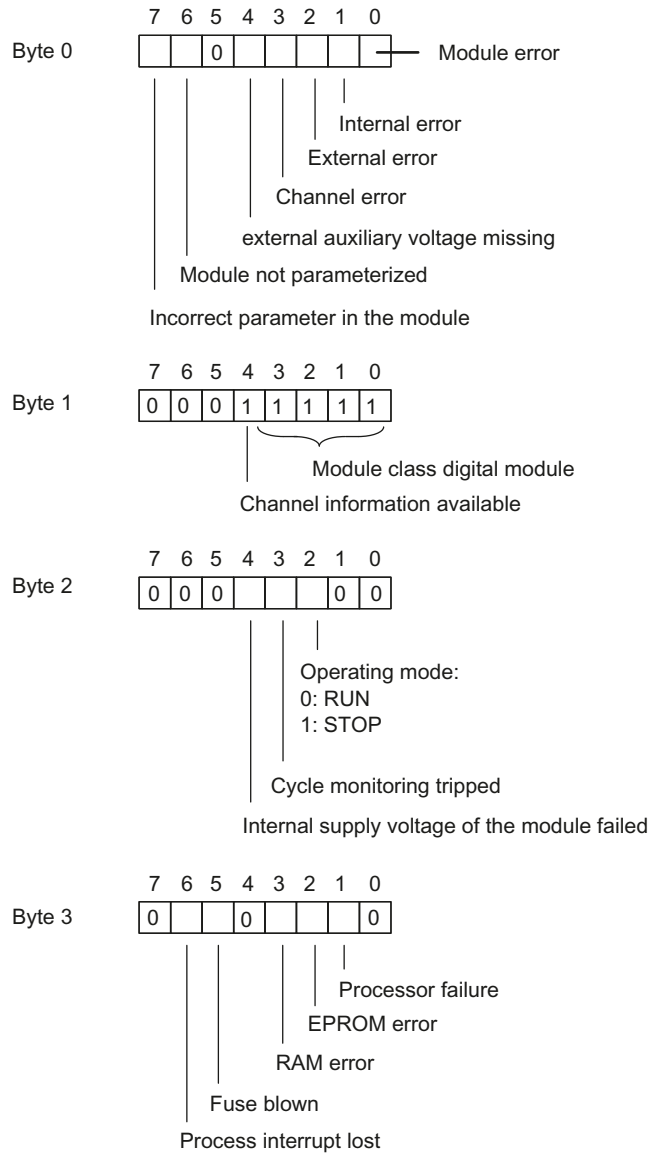 7 6 5 4 3 2 1 0
Byte 0 0 Module error
Internal error
External error
Channel error
external auxiliary voltage missing
Module not parameterized
Incorrect parameter in the module
7 6 5 4 3 2 1 0
Byte 1 0 0 0 1 1 1 1 1
Module class digital module
Channel information available
7 6 5 4 3 2 1 0
Byte 2 0 0 0 0 0
Operating mode:
0: RUN
1: STOP
Cycle monitoring tripped
Internal supply voltage of the module failed
7 6 5 4 3 2 1 0
Byte 3 0 0 0
Processor failure
EPROM error
RAM error
Fuse blown
Process interrupt lost